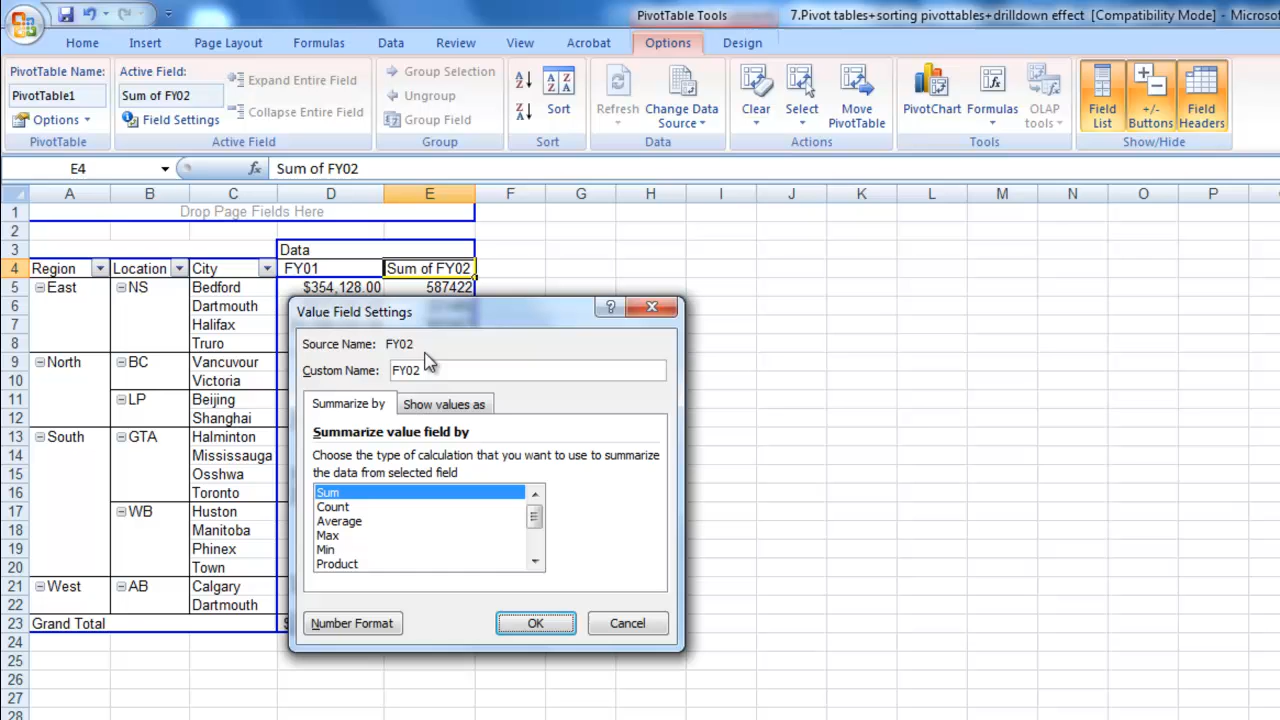 PivotTable Tools 7.Pivot tables+sorting pivottables+drilldown effect [Compatibility Mode] - Microsof
Home Insert Page Layout Formulas Data Review View Acrobat Options Design
PivotTable Name:
PivotTable1
Options
PivotTable
Active Field:
Sum of FY02
Field Settings
Expand Entire Field
Collapse Entire Field
Active Field
Group Selection
Ungroup
Group Field
Group
Sort
Sort
Refresh
Change Data
Source
Data
Clear
Select
Move
PivotTable
Actions
PivotChart
Formulas
OLAP
tools
Tools
Field
List
+/-
Buttons
Field
Headers
Show/Hide
E4 fx Sum of FY02
A B C D E F G H I J K L M N O P
1 Drop Page Fields Here
2
3 Data
4 Region Location City FY01 Sum of FY02
5 East NS Bedford $354,128.00 587422
6 Dartmouth
7 Halifax
8 Truro
9 North BC Vancuvour
10 Victoria
11 LP Beijing
12 Shanghai
13 South GTA Halminton
14 Mississauga
15 Osshwa
16 Toronto
17 WB Huston
18 Manitoba
19 Phinex
20 Town
21 West AB Calgary
22 Dartmouth
23 Grand Total
24
25
26
27
28
Value Field Settings
Source Name: FY02
Custom Name: FY02
Summarize by Show values as
Summarize value field by
Choose the type of calculation that you want to use to summarize
the data from selected field
Sum
Count
Average
Max
Min
Product
Number Format OK Cancel